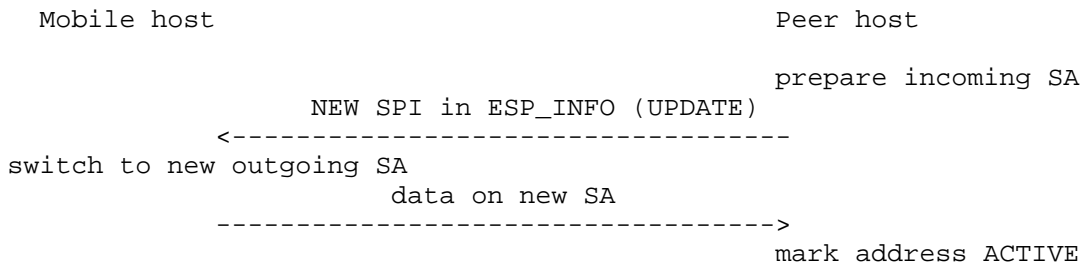 Mobile host Peer host
prepare incoming SA
NEW SPI in ESP_INFO (UPDATE)
<-----------------------------------
switch to new outgoing SA
data on new SA
----------------------------------->
mark address ACTIVE